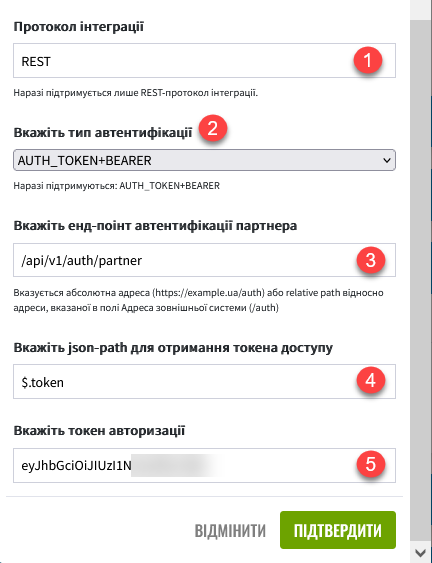 Протокол інтеграції
REST
1
Наразі підтримується лише REST-протокол інтеграції.
Вкажіть тип автентифікації
2
AUTH_TOKEN+BEARER
Наразі підтримуються: AUTH_TOKEN+BEARER
Вкажіть енд-поінт автентифікації партнера
/api/v1/auth/partner
3
Вказується абсолютна адреса (https://example.ua/auth) або relative path відносно
адреси, вказаної в полі Адреса зовнішньої системи (/auth)
Вкажіть json-path для отримання токена доступу
$.token
4
Вкажіть токен авторизації
eyJhbGciOiJIUzI1N
5
ВІДМІНИТИ
ПІДТВЕРДИТИ